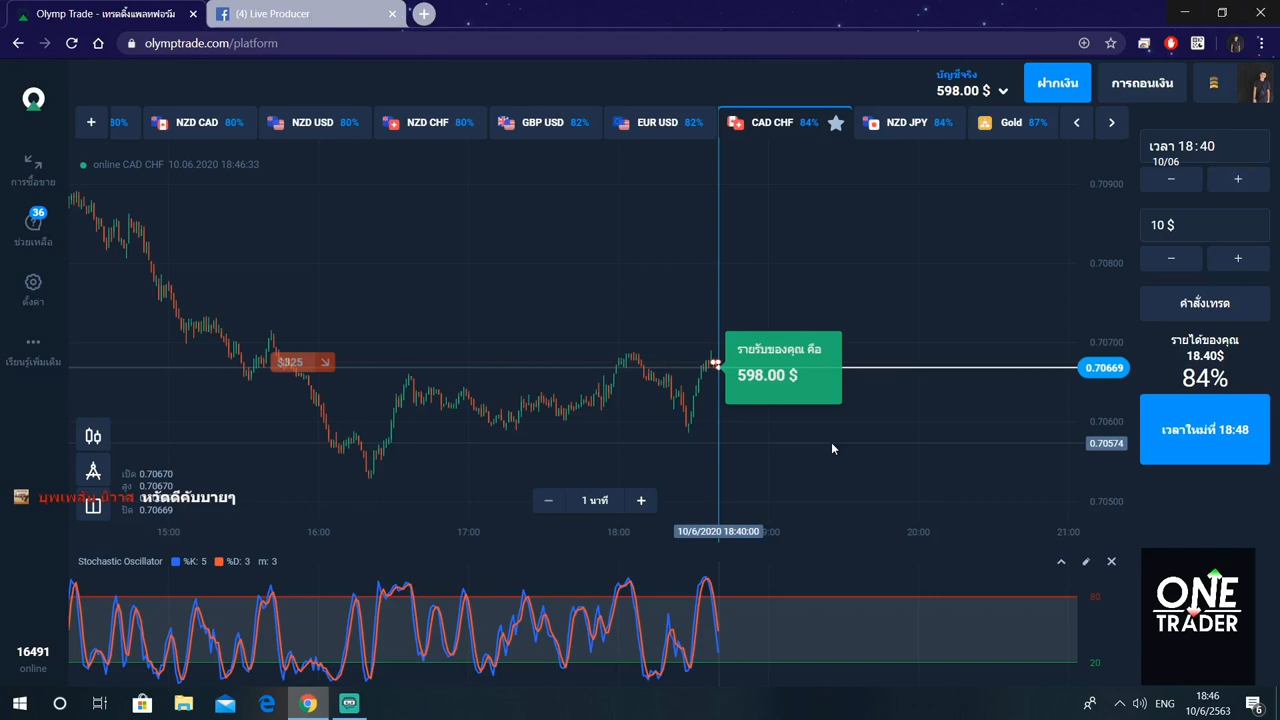 Olymp Trade - เทรดดิ้งแพลทฟอร์ม
(4) Live Producer
olymptrade.com/platform
บัญชีจริง
598.00 $
ฝากเงิน
การถอนเงิน
80%
NZD CAD 80%
NZD USD 80%
NZD CHF 80%
GBP USD 82%
EUR USD 82%
CAD CHF 84%
NZD JPY 84%
Gold 87%
online CAD CHF 10.06.2020 18:46:33
การซื้อขาย
36
ช่วยเหลือ
ตั้งค่า
เรียนรู้เพิ่มเติม
0.70900
0.70800
0.70700
0.70669
0.70600
0.70574
0.70500
รายรับของคุณ คือ
598.00 $
เปิด 0.70670
สูง 0.70670
ปิด 0.70669
หวัดดีคับนายๆ
1 นาที
15:00
16:00
17:00
18:00
10/6/2020 18:40:00
20:00
21:00
Stochastic Oscillator %K: 5 %D: 3 m: 3
80
20
เวลา 18:40
10/06
10 $
คำสั่งเทรด
รายได้ของคุณ
18.40$
84%
เวลาใหม่ที่ 18:48
ONE
TRADER
16491
online
ENG
18:46
10/6/2563
6